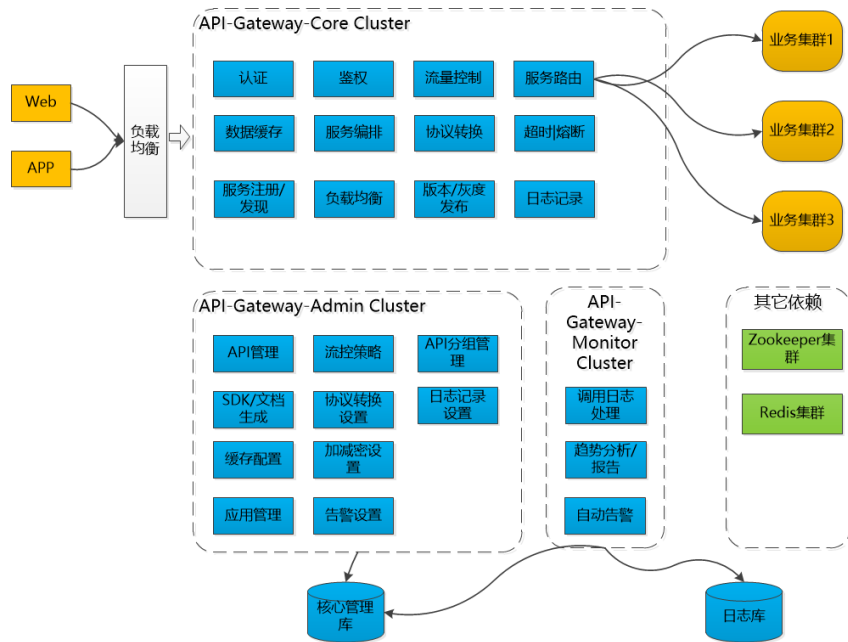 API-Gateway-Core Cluster
认证
鉴权
流量控制
服务路由
业务集群1
Web
负载
均衡
数据缓存
服务编排
协议转换
超时|熔断
业务集群2
APP
服务注册/
发现
负载均衡
版本/灰度
发布
日志记录
业务集群3
API-Gateway-Admin Cluster
API管理
流控策略
API分组管
理
SDK/文档
生成
协议转换
设置
日志记录
设置
缓存配置
加减密设
置
应用管理
告警设置
API-
Gateway-
Monitor
Cluster
调用日志
处理
趋势分析/
报告
自动告警
其它依赖
Zookeeper集
群
Redis集群
核心管理
库
日志库